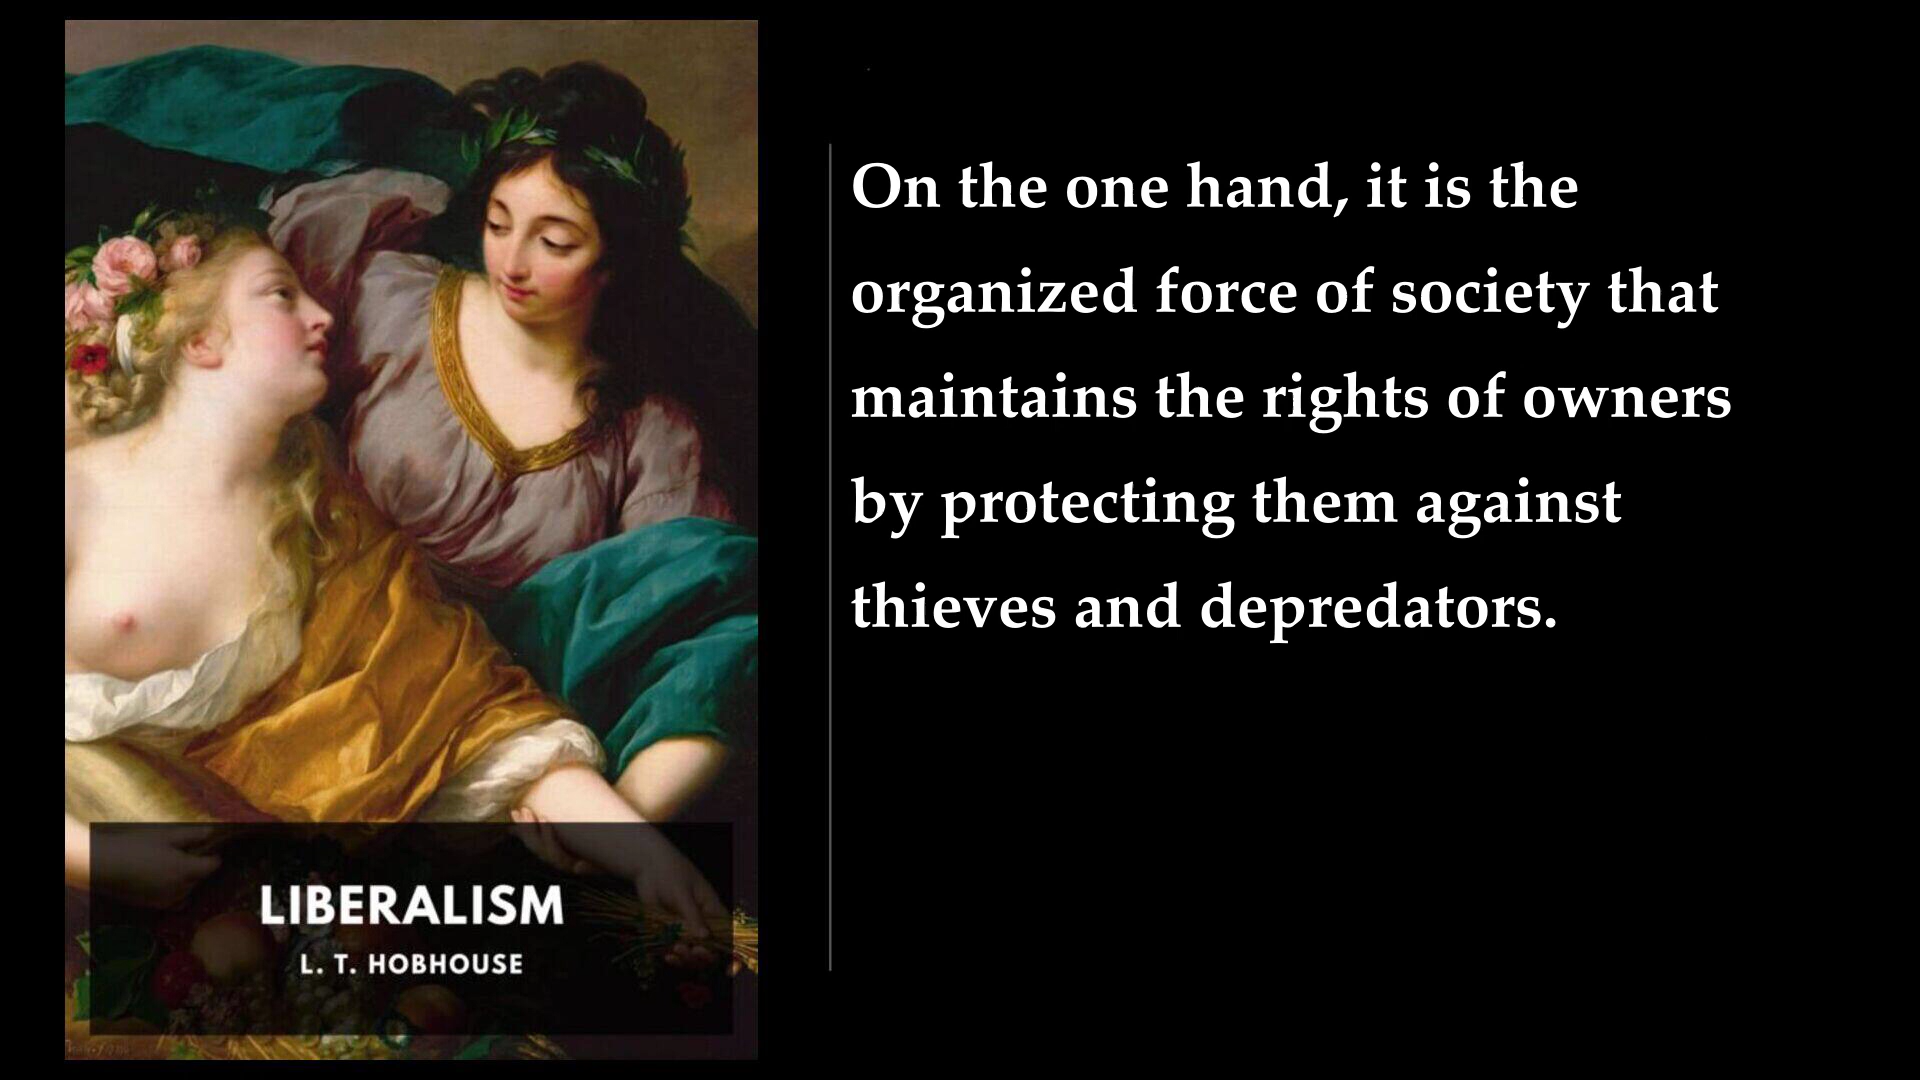 LIBERALISM
L. T. HOBHOUSE
On the one hand, it is the
organized force of society that
maintains the rights of owners
by protecting them against
thieves and depredators.